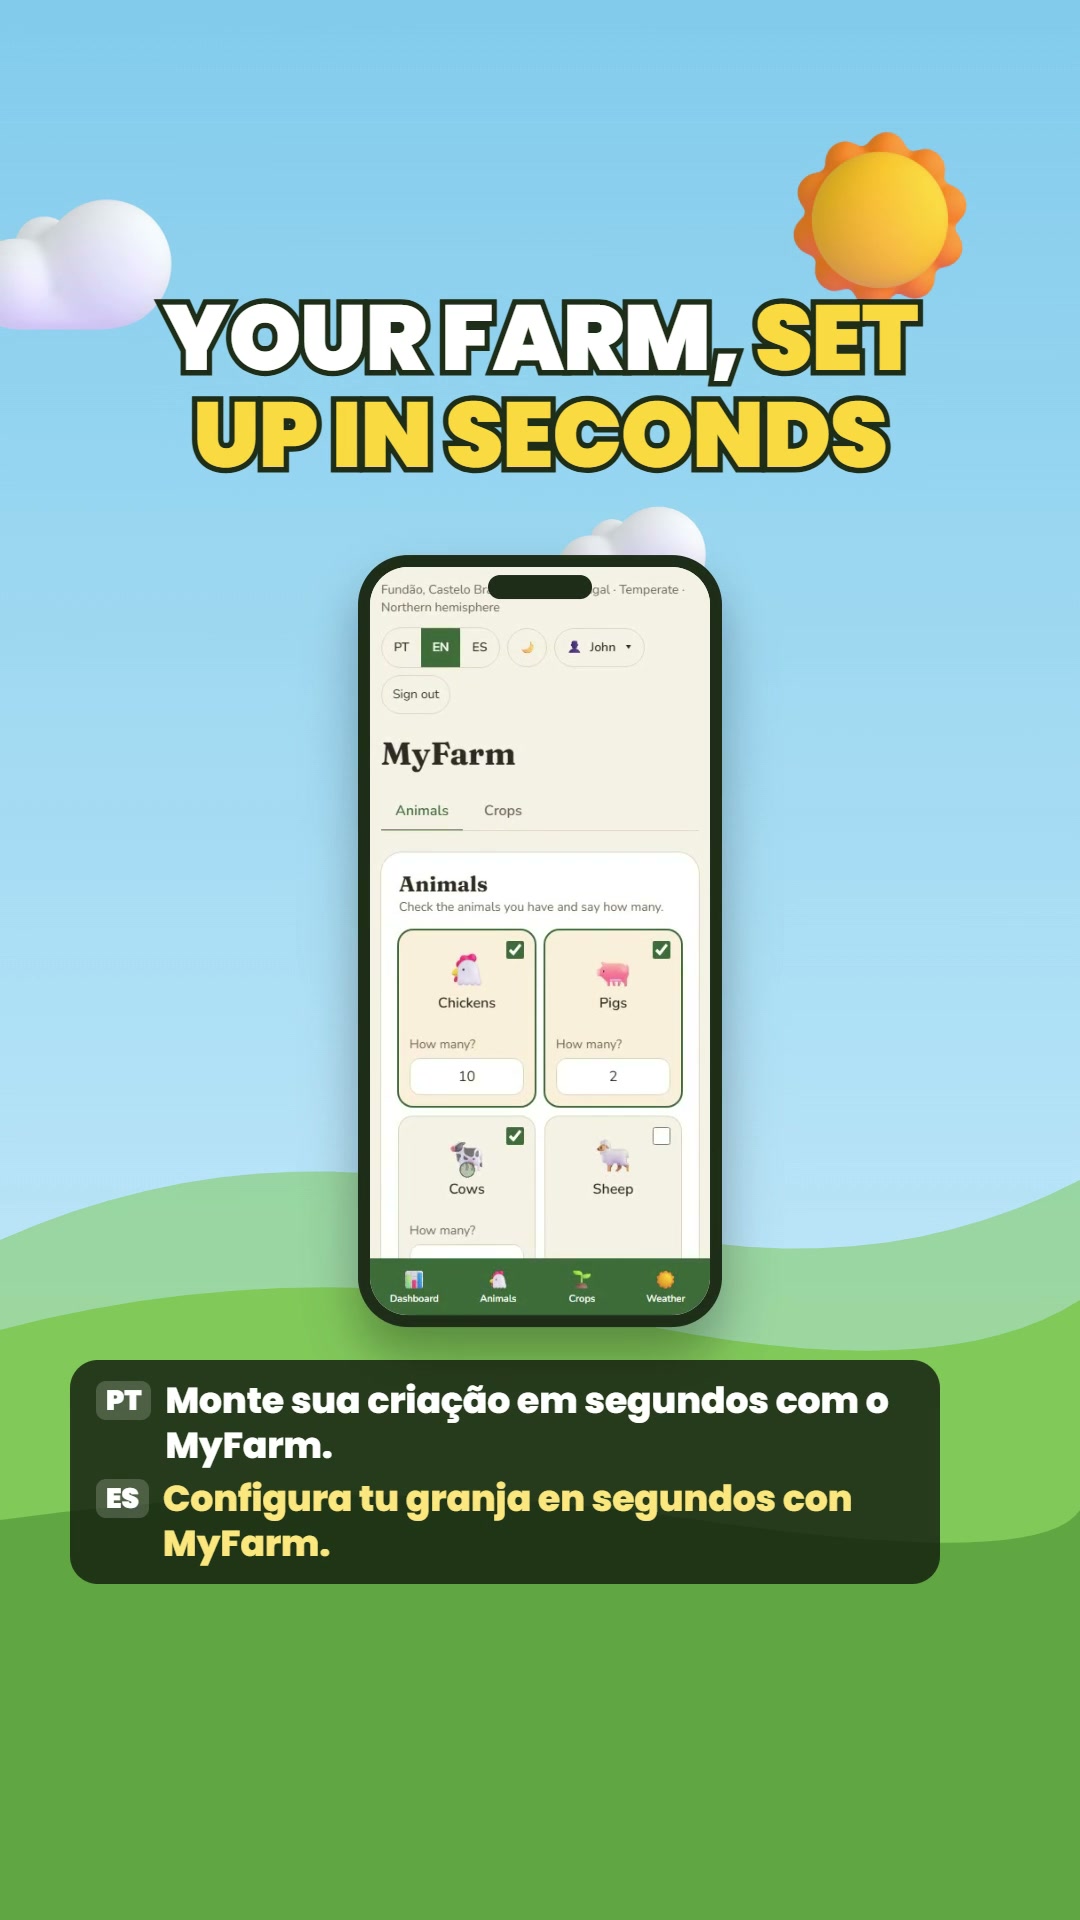 YOUR FARM, SET
UP IN SECONDS
Fundão, Castelo gal · Temperate ·
Northern hemisphere
PT EN ES John
Sign out
MyFarm
Animals Crops
Animals
Check the animals you have and say how many.
Chickens Pigs
How many? How many?
10 2
Cows Sheep
How many?
Dashboard Animals Crops Weather
PT Monte sua criação em segundos com o
MyFarm.
ES Configura tu granja en segundos con
MyFarm.